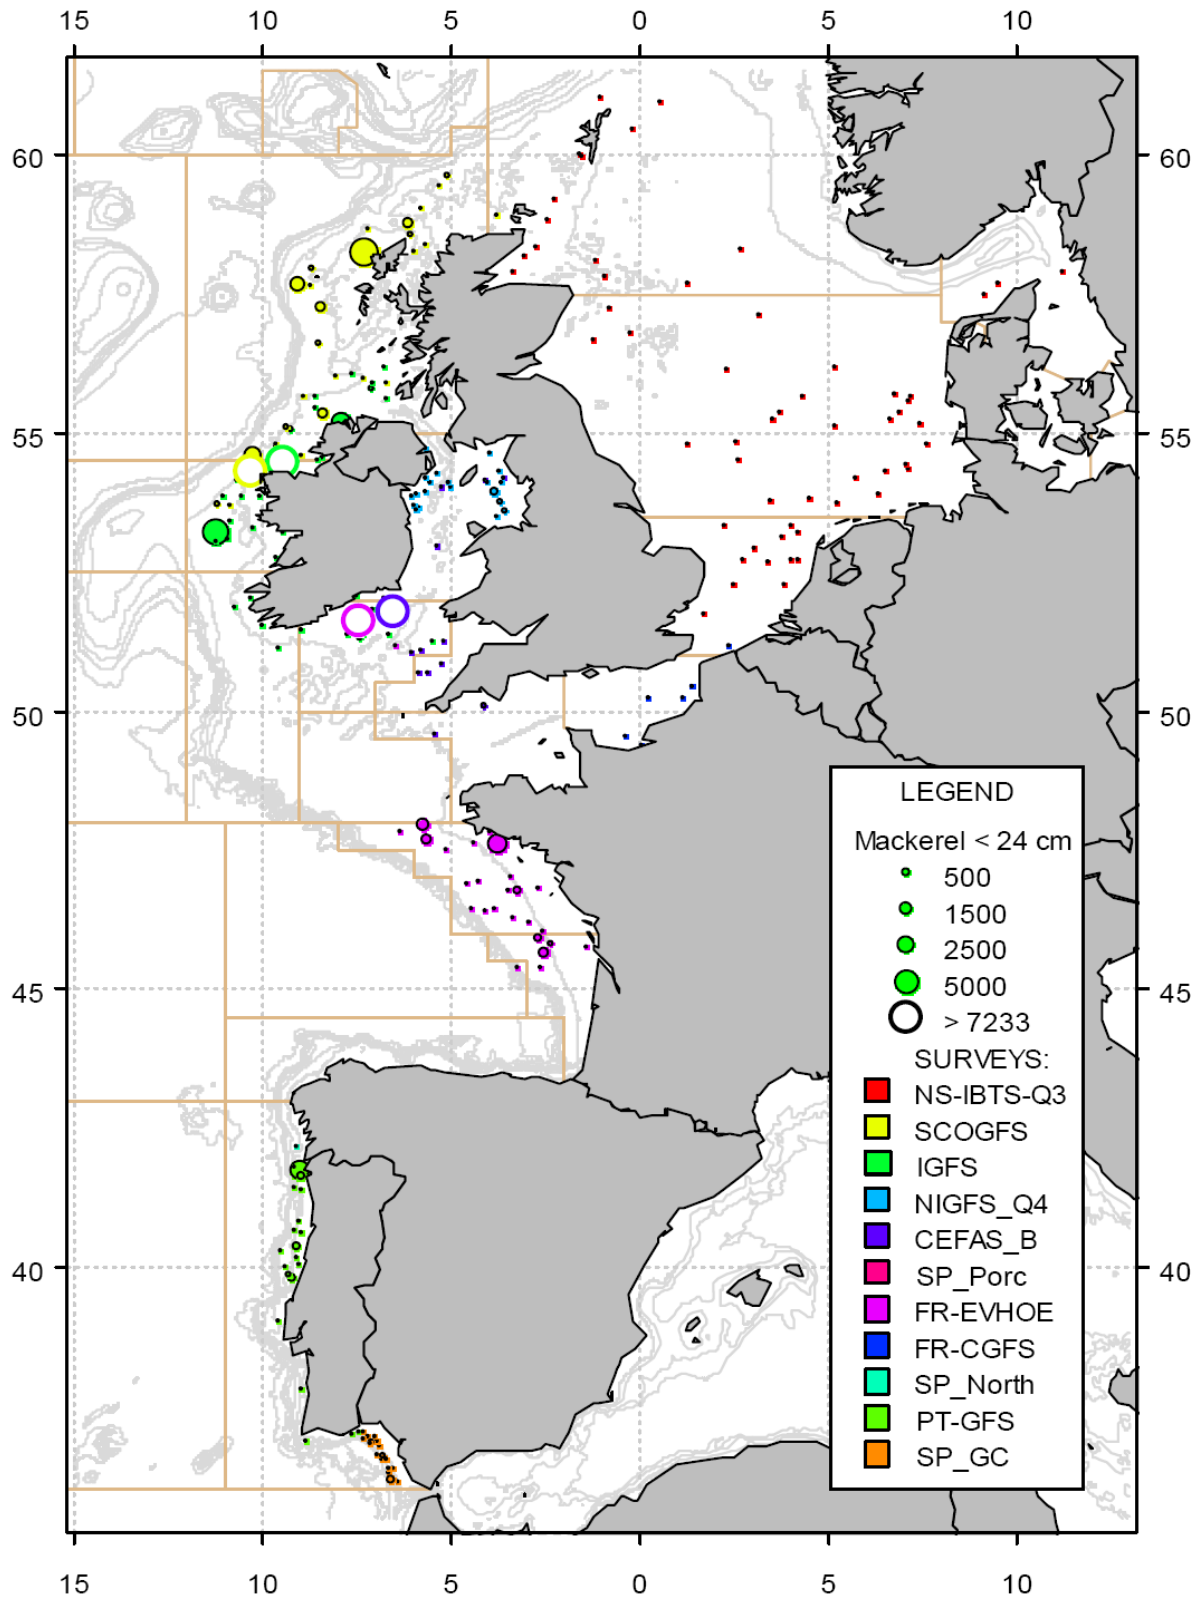 15 10 5 0 5 10
60 60
55 55
50 50
LEGEND
Mackerel < 24 cm
500
1500
2500
5000
> 7233
SURVEYS:
NS-IBTS-Q3
SCOGFS
IGFS
NIGFS_Q4
CEFAS_B
SP_Porc
FR-EVHOE
FR-CGFS
SP_North
PT-GFS
SP_GC
45 45
40 40
15 10 5 0 5 10